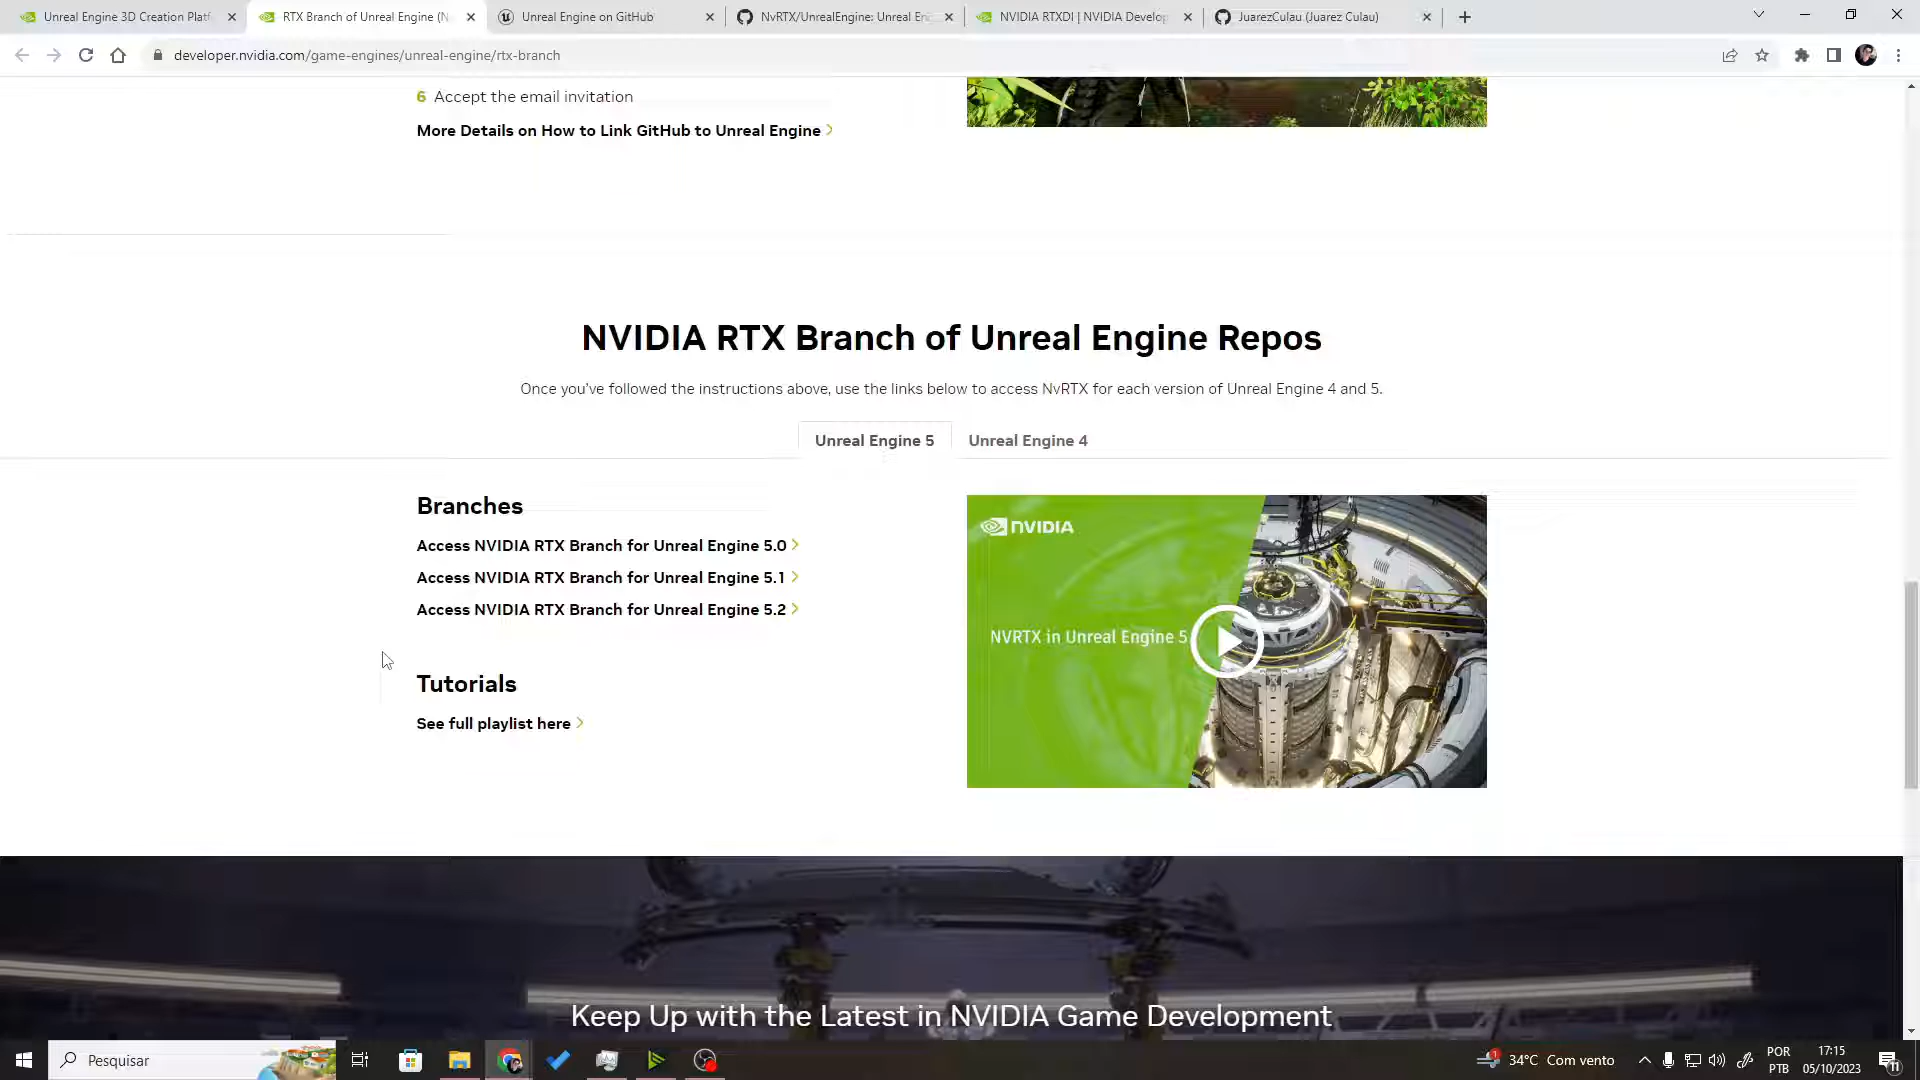 Unreal Engine 3D Creation Platf
RTX Branch of Unreal Engine (N
Unreal Engine on GitHub
NvRTX/UnrealEngine: Unreal En
NVIDIA RTXDI | NVIDIA Develop
JuarezCulau (Juarez Culau)
developer.nvidia.com/game-engines/unreal-engine/rtx-branch
6 Accept the email invitation
More Details on How to Link GitHub to Unreal Engine
NVIDIA RTX Branch of Unreal Engine Repos
Once you've followed the instructions above, use the links below to access NvRTX for each version of Unreal Engine 4 and 5.
Unreal Engine 5
Unreal Engine 4
Branches
Access NVIDIA RTX Branch for Unreal Engine 5.0
Access NVIDIA RTX Branch for Unreal Engine 5.1
Access NVIDIA RTX Branch for Unreal Engine 5.2
NVIDIA
NVRTX in Unreal Engine 5
Tutorials
See full playlist here
Keep Up with the Latest in NVIDIA Game Development
Pesquisar
1
34°C Com vento
POR
PTB
17:15
05/10/2023
11